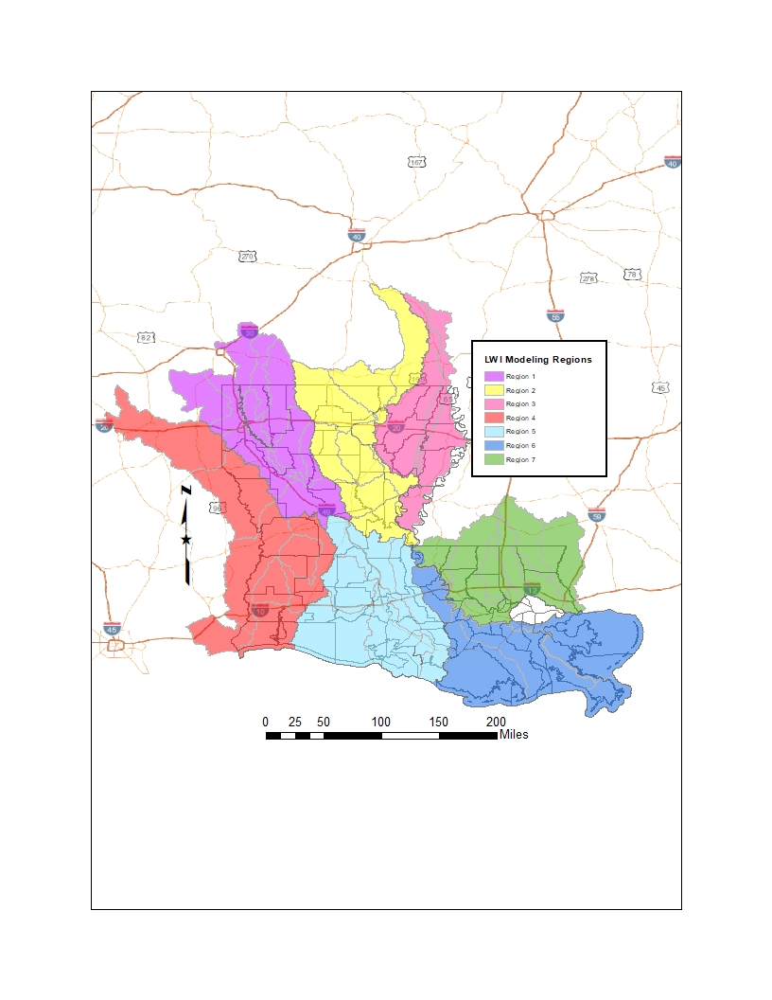 167
40
40
270
278
78
55
82
30
LWI Modeling Regions
Region 1
Region 2
Region 3
Region 4
Region 5
Region 6
Region 7
45
61
20
20
N
96
49
59
12
10
45
0 25 50 100 150 200
Miles